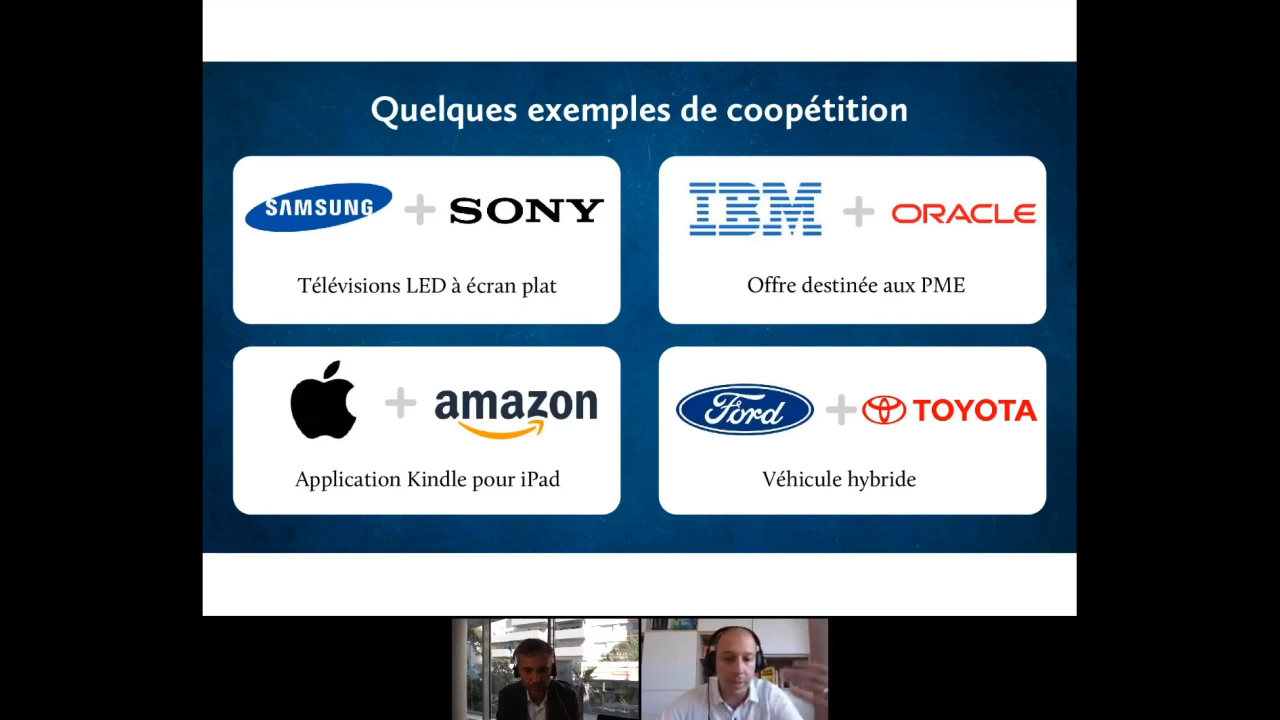 Quelques exemples de coopétition
SAMSUNG + SONY
Télévisions LED à écran plat
IBM + ORACLE
Offre destinée aux PME
+ amazon
Application Kindle pour iPad
Ford + TOYOTA
Véhicule hybride